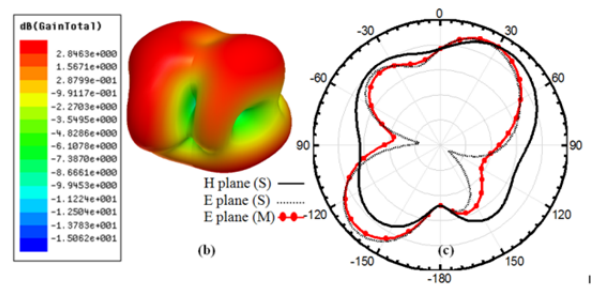 dB(GainTotal)
2.8463e+000
1.5671e+000
2.8799e-001
-9.9117e-001
-2.2703e+000
-3.5495e+000
-4.8286e+000
-6.1078e+000
-7.3870e+000
-8.6661e+000
-9.9453e+000
-1.1224e+001
-1.2504e+001
-1.3783e+001
-1.5062e+001
H plane (S)
E plane (S)
E plane (M)
(b)
0
-30
30
-60
60
90
90
-120
120
-150
150
-180
(c)
I